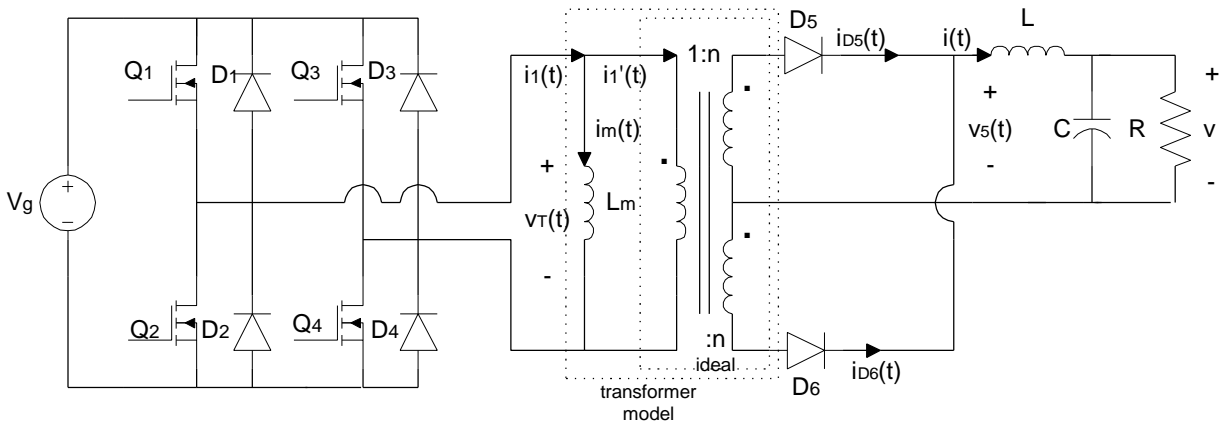 D5
iD5(t)
i(t)
L
1:n
Q1
D1
Q3
D3
i1(t)
i1'(t)
+
+
v5(t)
-
C
R
+
v
-
im(t)
Vg
+
−
+
vT(t)
-
Lm
Q2
D2
Q4
D4
:n
ideal
D6
iD6(t)
transformer
model